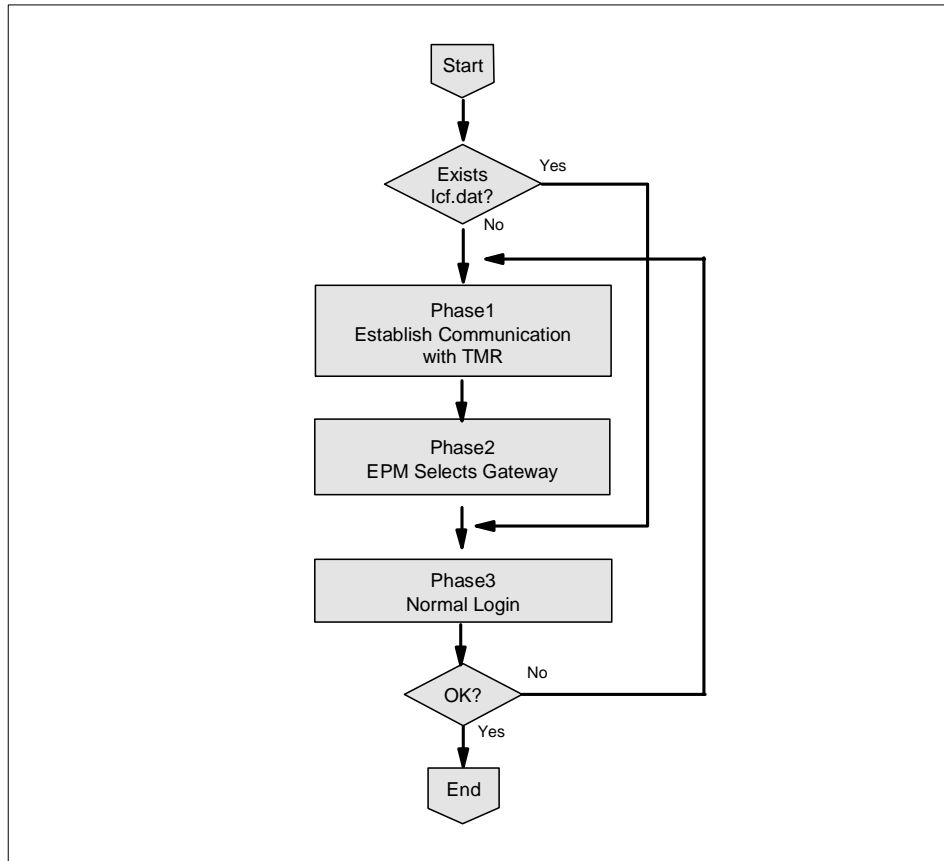 Start
Exists
lcf.dat?
Yes
No
Phase1
Establish Communication
with TMR
Phase2
EPM Selects Gateway
Phase3
Normal Login
OK?
No
Yes
End